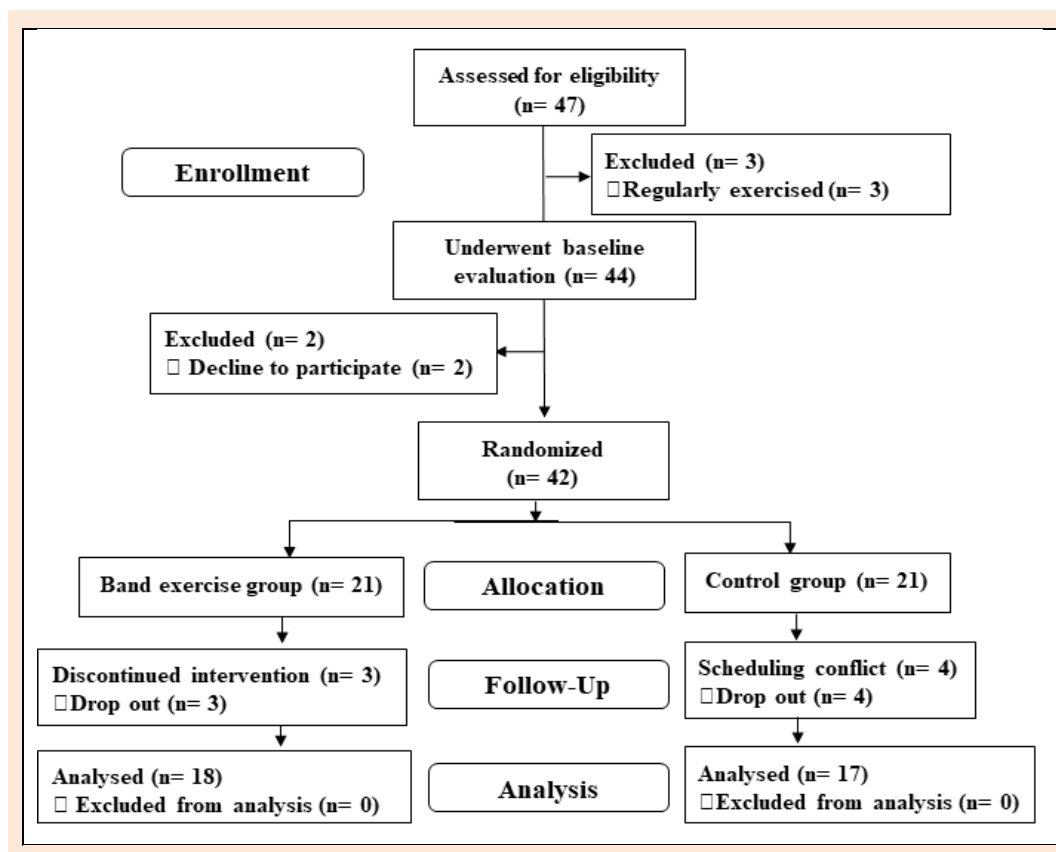 Assessed for eligibility
(n= 47)
Enrollment
Excluded (n= 3)
□Regularly exercised (n= 3)
Underwent baseline
evaluation (n= 44)
Excluded (n= 2)
□ Decline to participate (n= 2)
Randomized
(n= 42)
Band exercise group (n= 21)
Allocation
Control group (n= 21)
Discontinued intervention (n= 3)
□Drop out (n= 3)
Follow-Up
Scheduling conflict (n= 4)
□Drop out (n= 4)
Analysed (n= 18)
□ Excluded from analysis (n= 0)
Analysis
Analysed (n= 17)
□Excluded from analysis (n= 0)